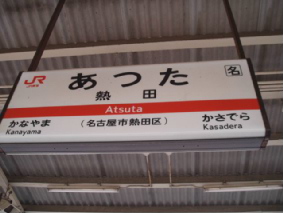 JR
あつた
名
熱田
Atsuta
かなやま
Kanayama
(名古屋市熱田区)
かさでら
Kasadera